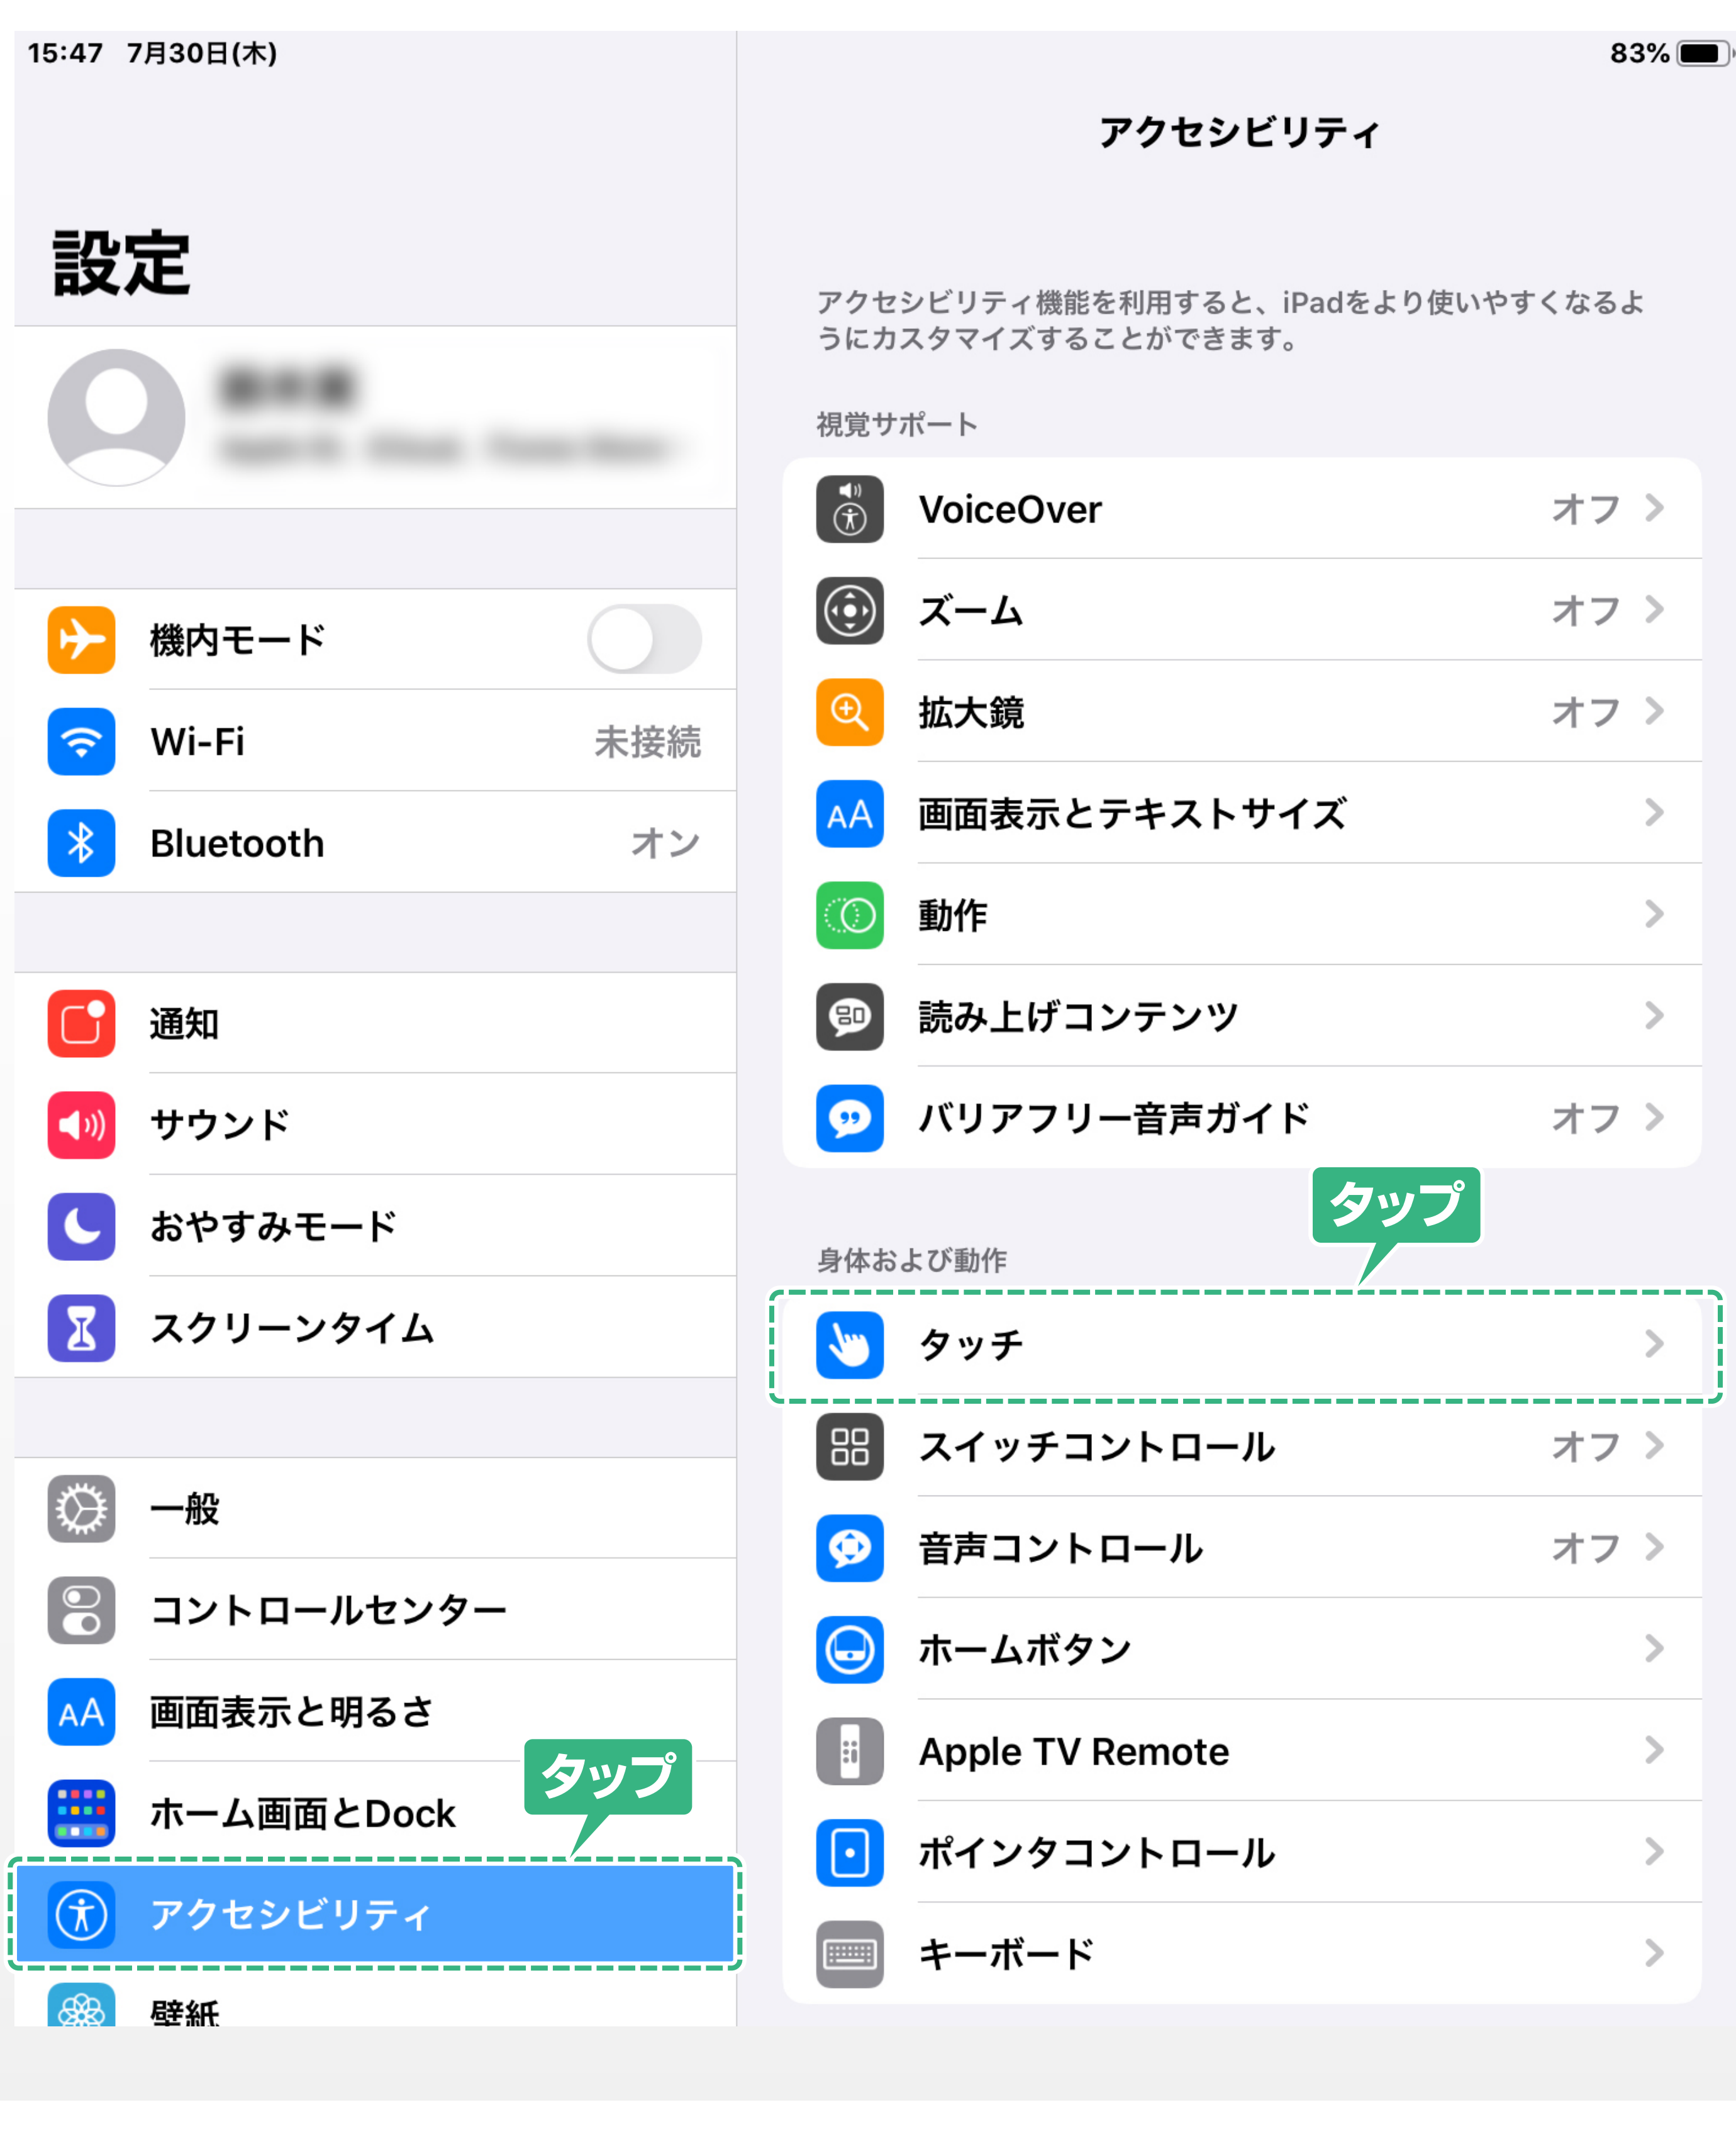 15:47 7月30日(木)
83%
設定
機内モード
Wi-Fi 未接続
Bluetooth オン
通知
サウンド
おやすみモード
スクリーンタイム
一般
コントロールセンター
AA 画面表示と明るさ
タップ
ホーム画面とDock
アクセシビリティ
壁紙
アクセシビリティ
アクセシビリティ機能を利用すると、iPadをより使いやすくなるよ
うにカスタマイズすることができます。
視覚サポート
VoiceOver オフ
ズーム オフ
拡大鏡 オフ
AA 画面表示とテキストサイズ
動作
読み上げコンテンツ
バリアフリー音声ガイド オフ
タップ
身体および動作
タッチ
スイッチコントロール オフ
音声コントロール オフ
ホームボタン
Apple TV Remote
ポインタコントロール
キーボード